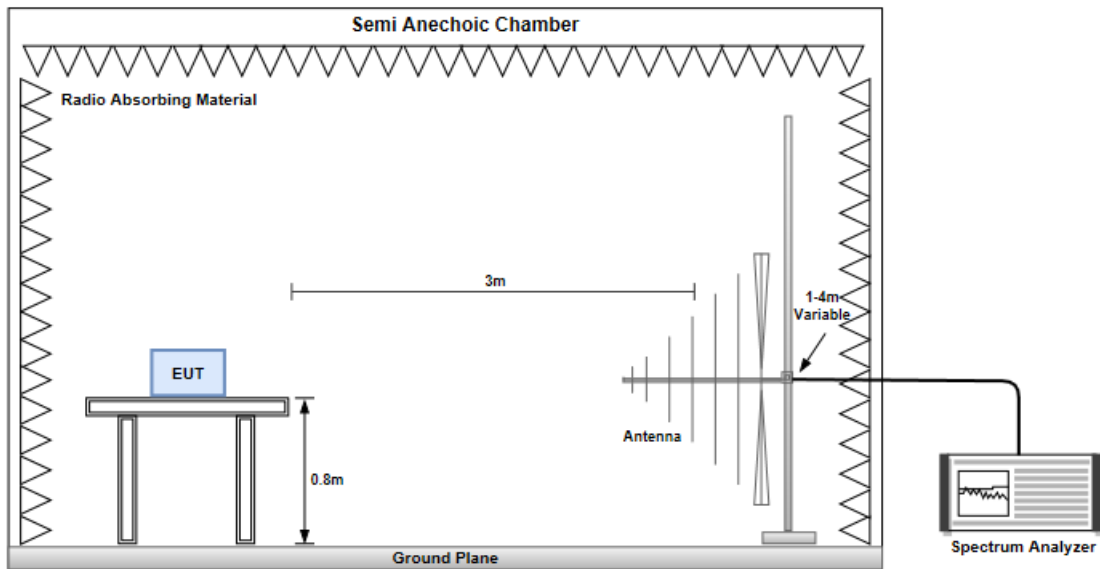 Semi Anechoic Chamber
Radio Absorbing Material
3m
1-4m
Variable
EUT
Antenna
0.8m
Ground Plane
Spectrum Analyzer